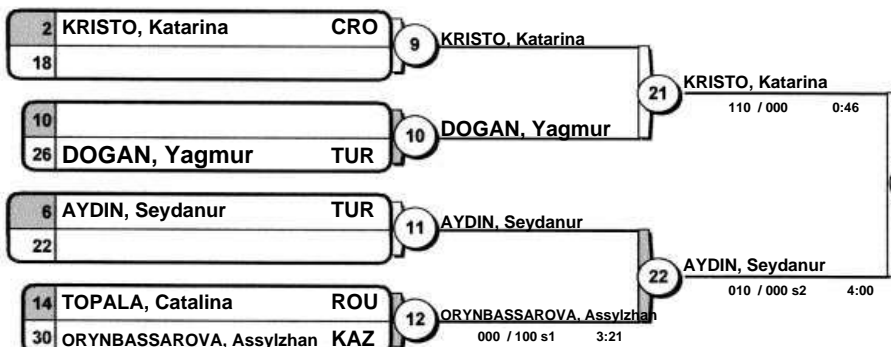 2 KRISTO, Katarina CRO
18
9
KRISTO, Katarina
10
26 DOGAN, Yagmur TUR
10
DOGAN, Yagmur
21
KRISTO, Katarina
110 / 000 0:46
6 AYDIN, Seydanur TUR
22
11
AYDIN, Seydanur
14 TOPALA, Catalina ROU
30 ORYNBASSAROVA, Assylzhan KAZ
12
ORYNBASSAROVA, Assylzhan
000 / 100 s1 3:21
22
AYDIN, Seydanur
010 / 000 s2 4:00